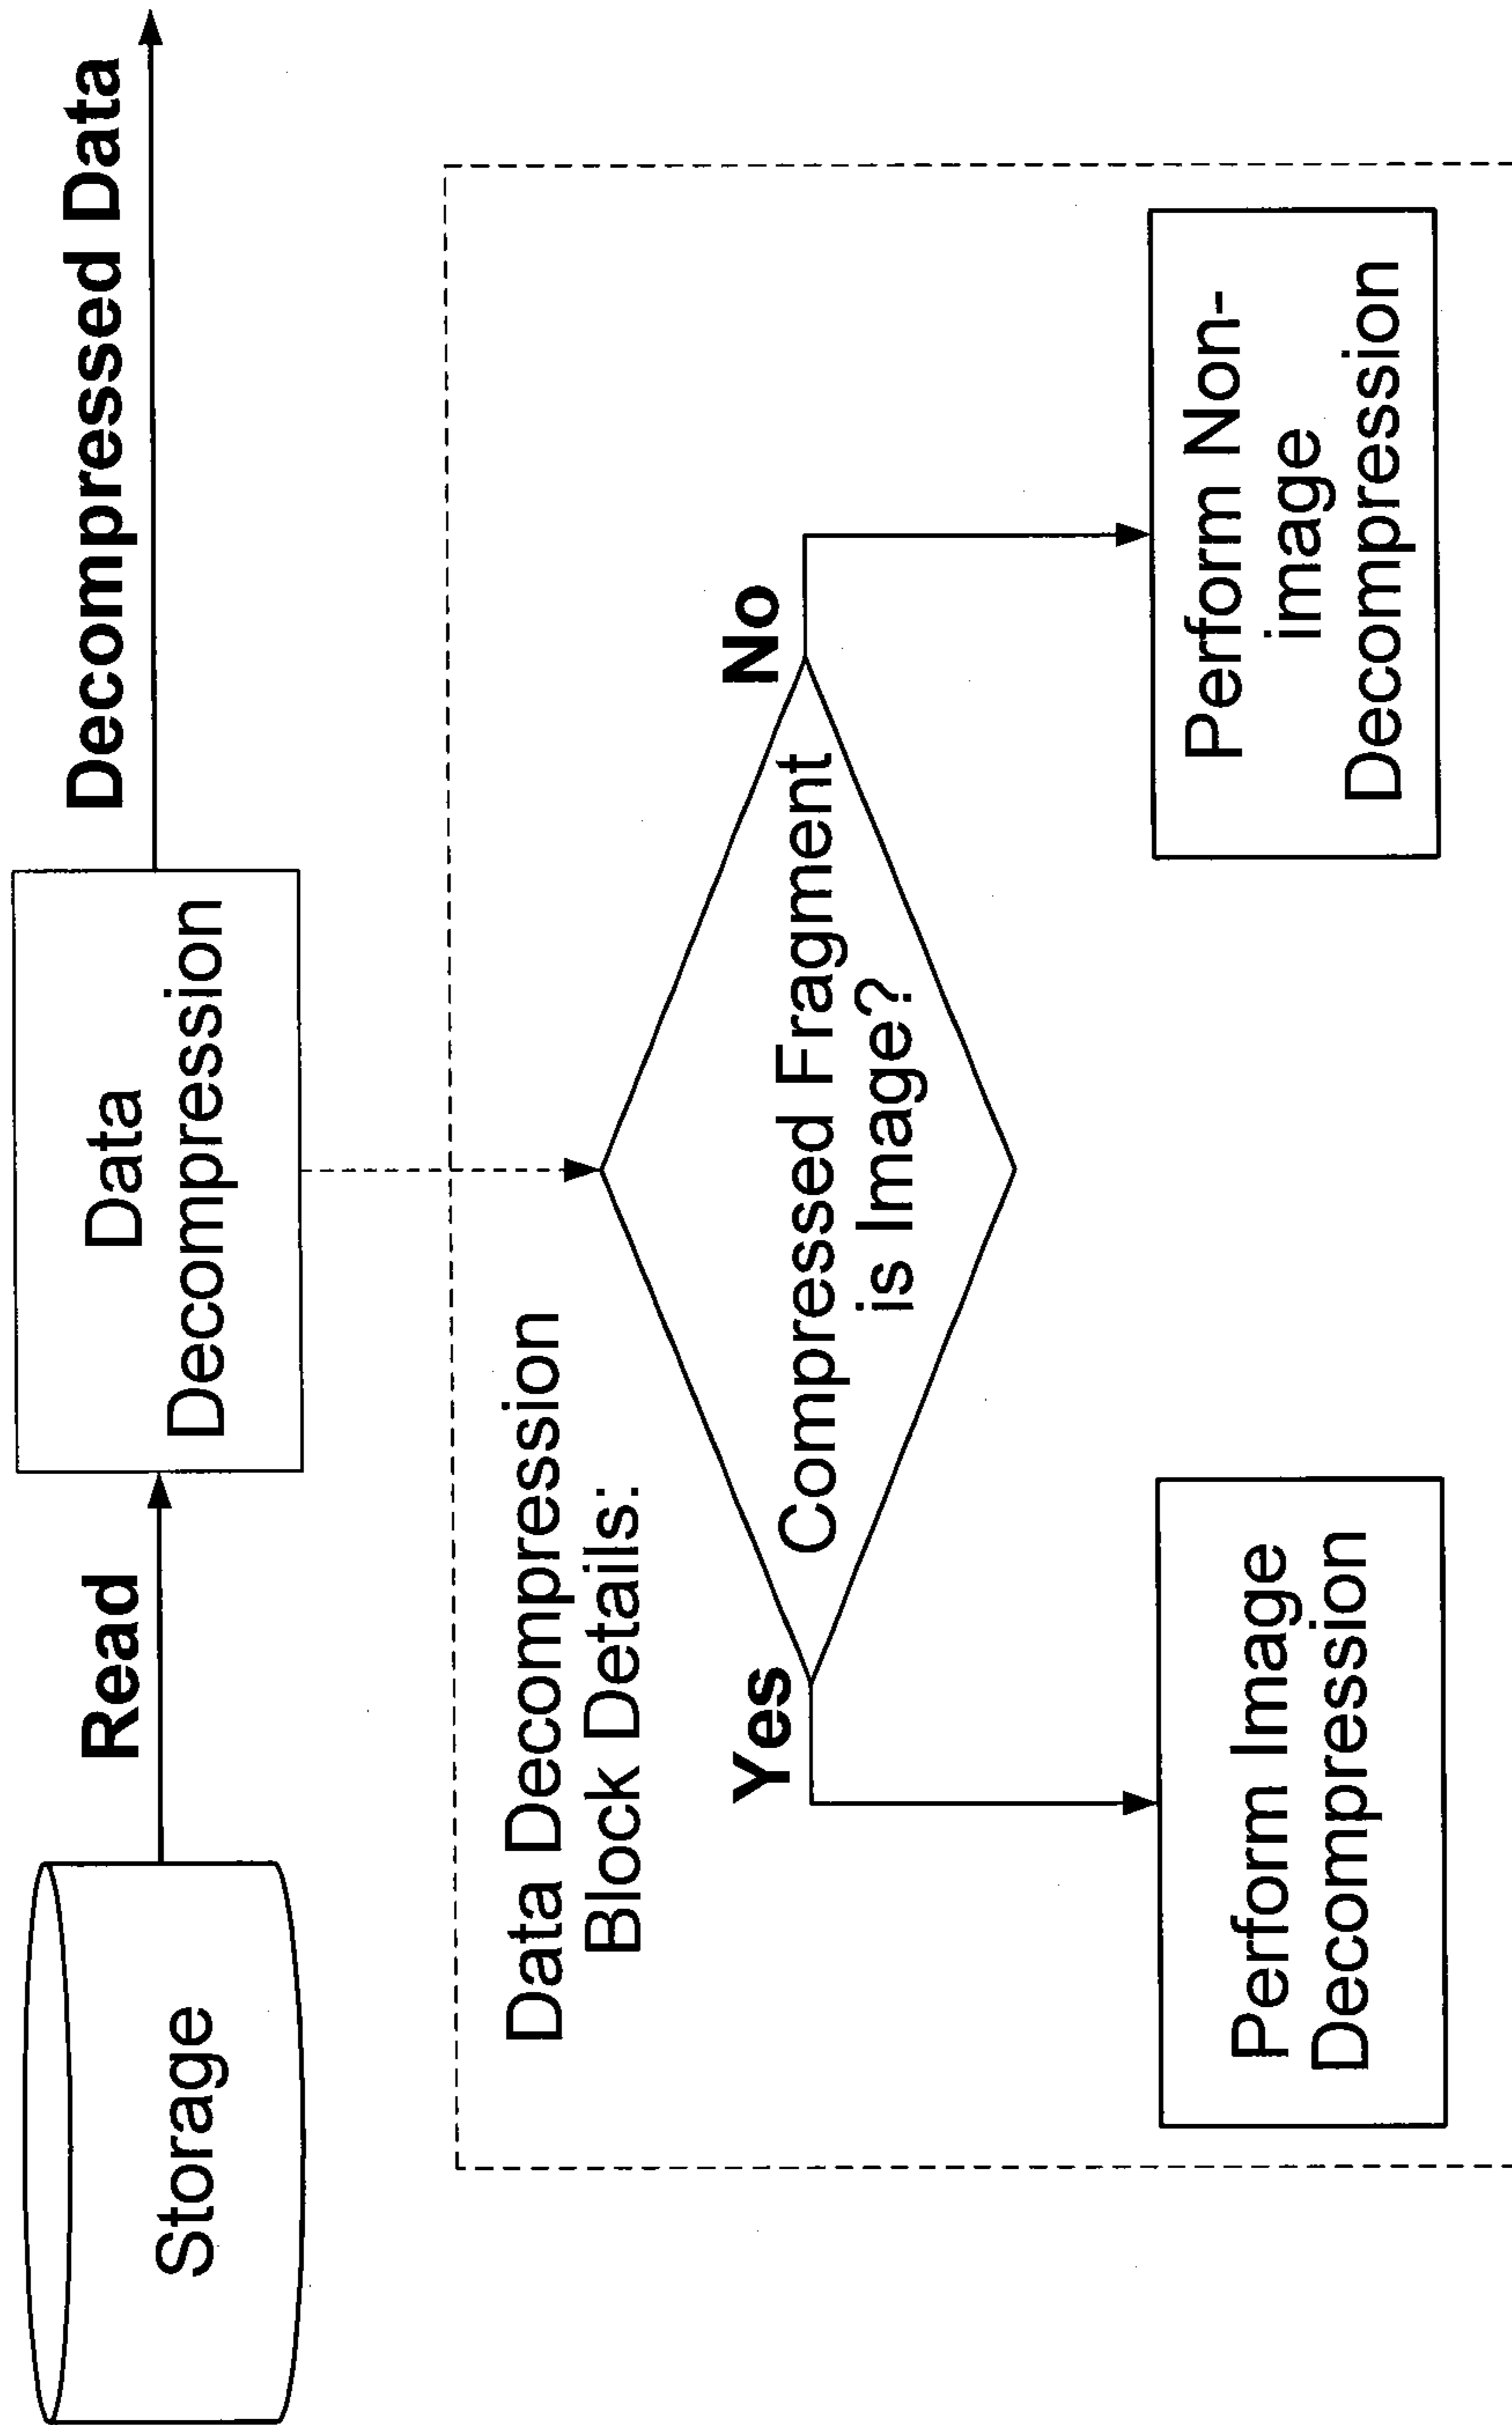 Storage
Read
Data
Decompression
Decompressed Data
Data Decompression
Block Details:
Compressed Fragment
is Image?
Yes
No
Perform Image
Decompression
Perform Non-
image
Decompression